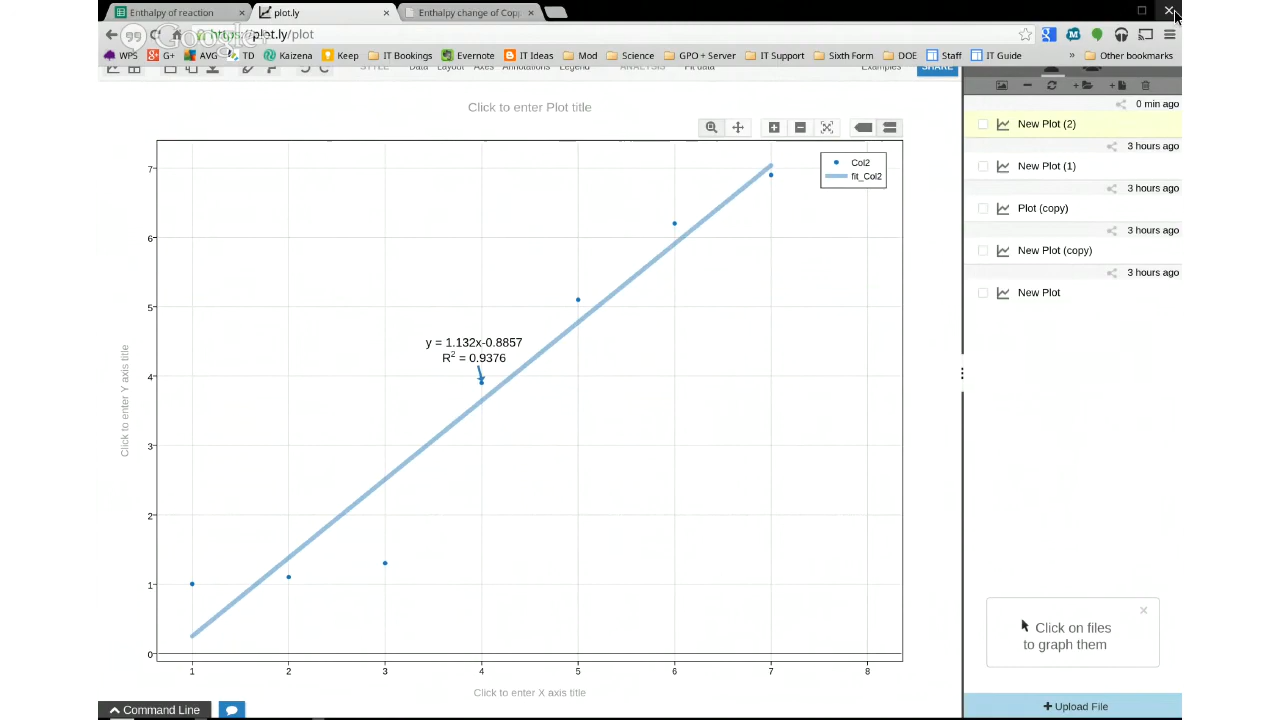 Enthalpy of reaction × plot.ly × Enthalpy change of Copp ×
Google
https://plot.ly/plot
WPS G+ AVG TD Kaizena Keep IT Bookings Evernote IT Ideas Mod Science GPO + Server IT Support Sixth Form DOE Staff IT Guide » Other bookmarks
STYLE Data Layout Axes Annotations Legend ANALYSIS Fit data Examples SHARE
Click to enter Plot title
0 min ago
New Plot (2)
3 hours ago
New Plot (1)
3 hours ago
Plot (copy)
3 hours ago
New Plot (copy)
3 hours ago
New Plot
Col2
fit_Col2
7
6
5
4
3
2
1
0
y = 1.132x-0.8857
R² = 0.9376
Click to enter Y axis title
1 2 3 4 5 6 7 8
Click to enter X axis title
Click on files
to graph them
Command Line
Upload File